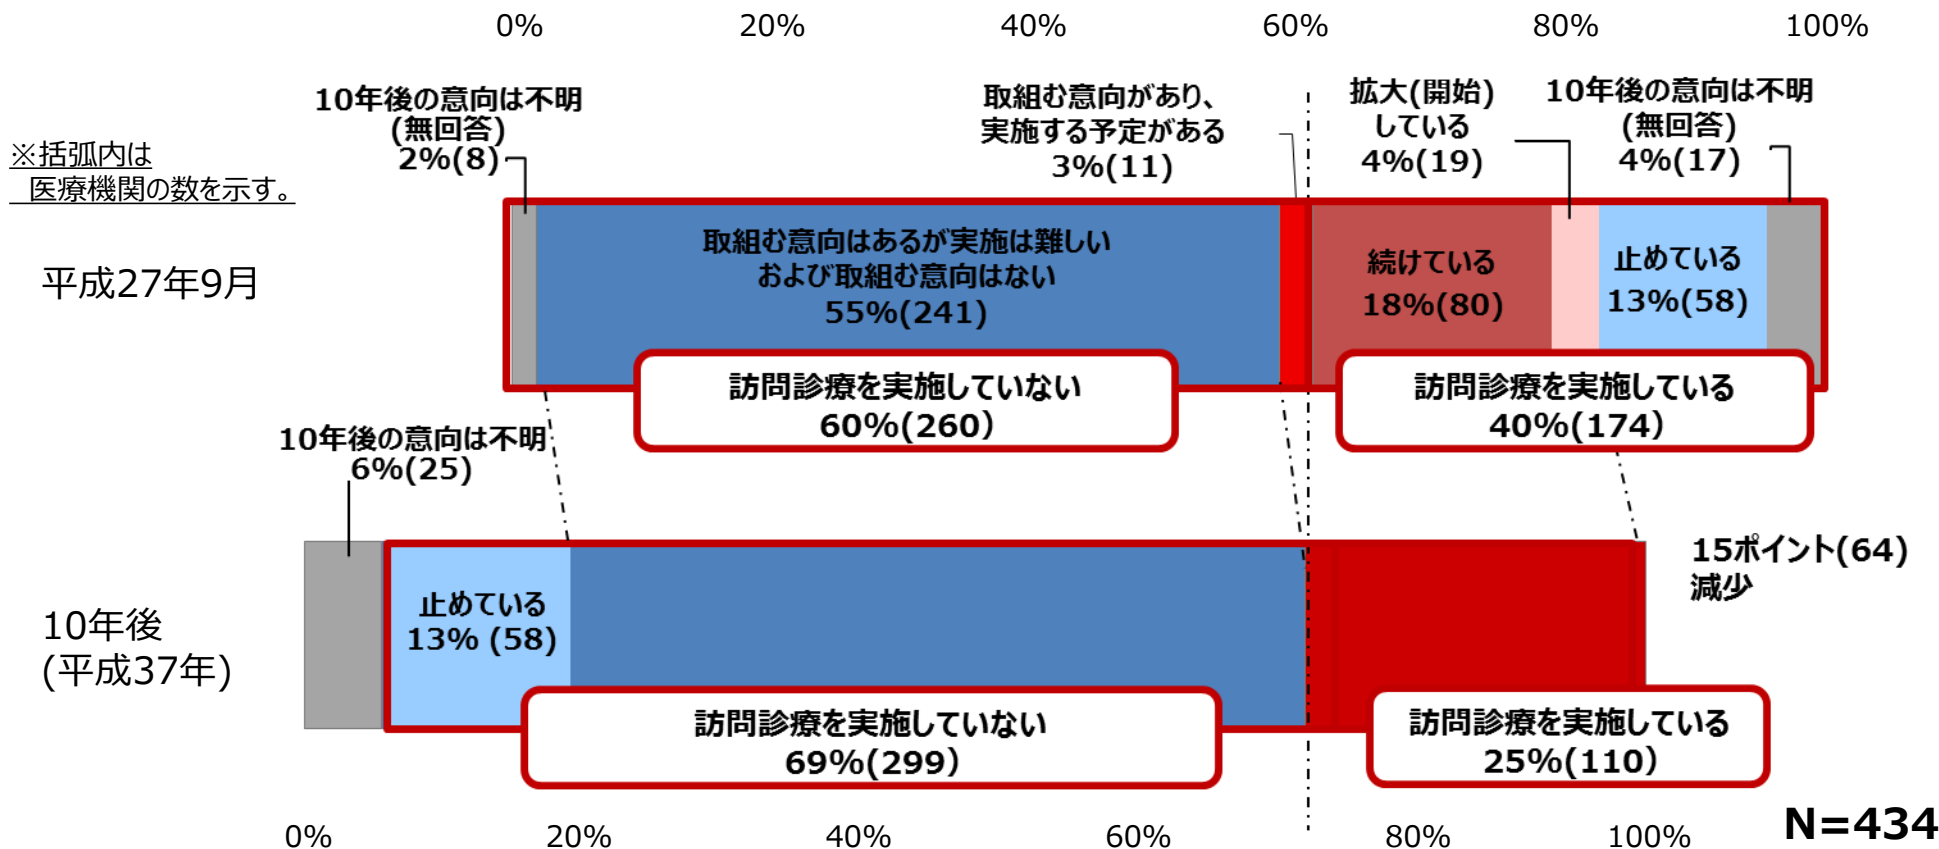 0% 20% 40% 60% 80% 100%
10年後の意向は不明
(無回答)
2%(8)
取組む意向があり、
実施する予定がある
3%(11)
拡大(開始)
している
4%(19)
10年後の意向は不明
(無回答)
4%(17)
※括弧内は
医療機関の数を示す。
平成27年9月
取組む意向はあるが実施は難しい
および取組む意向はない
55%(241)
続けている
18%(80)
止めている
13%(58)
訪問診療を実施していない
60%(260)
訪問診療を実施している
40%(174)
10年後の意向は不明
6%(25)
15ポイント(64)
減少
10年後
(平成37年)
止めている
13% (58)
訪問診療を実施していない
69%(299)
訪問診療を実施している
25%(110)
N=434
0% 20% 40% 60% 80% 100%